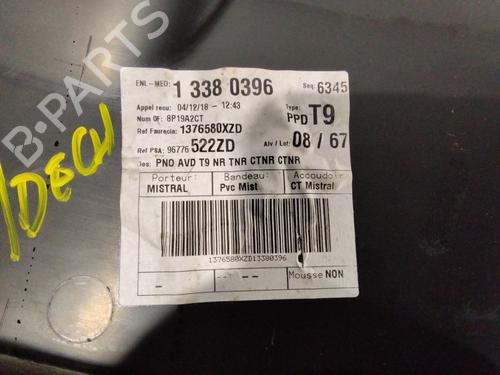 B-PARTS
ENL-MED: 1 338 0396 Seq: 6345
Appel recu: 04/12/18 - 12:43 Type: PPD T9
Num OF: 8P19A2CT
Ref Faurecia: 1376580XZD
Ref PSA: 96776 522ZD Alv / Lot: 08 / 67
Des: PNO AVD T9 NR TNR CTNR CTNR
Porteur: Bandeau: Accoudoir
MISTRAL Pvc Mist CT Mistral
1376580XZD13380396
- -- Mousse NON